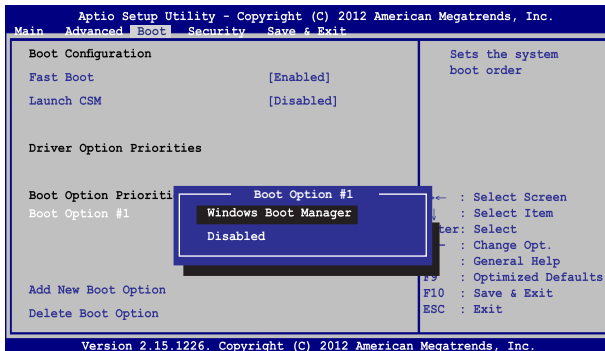 Aptio Setup Utility - Copyright (C) 2012 American Megatrends, Inc.
Main Advanced Boot Security Save & Exit
Boot Configuration
Fast Boot [Enabled]
Launch CSM [Disabled]
Driver Option Priorities
Boot Option Prioriti
Boot Option #1
Add New Boot Option
Delete Boot Option
Boot Option #1
Windows Boot Manager
Disabled
Sets the system
boot order
→← : Select Screen
: Select Item
ter: Select
— : Change Opt.
: General Help
F9 : Optimized Defaults
F10 : Save & Exit
ESC : Exit
Version 2.15.1226. Copyright (C) 2012 American Megatrends, Inc.